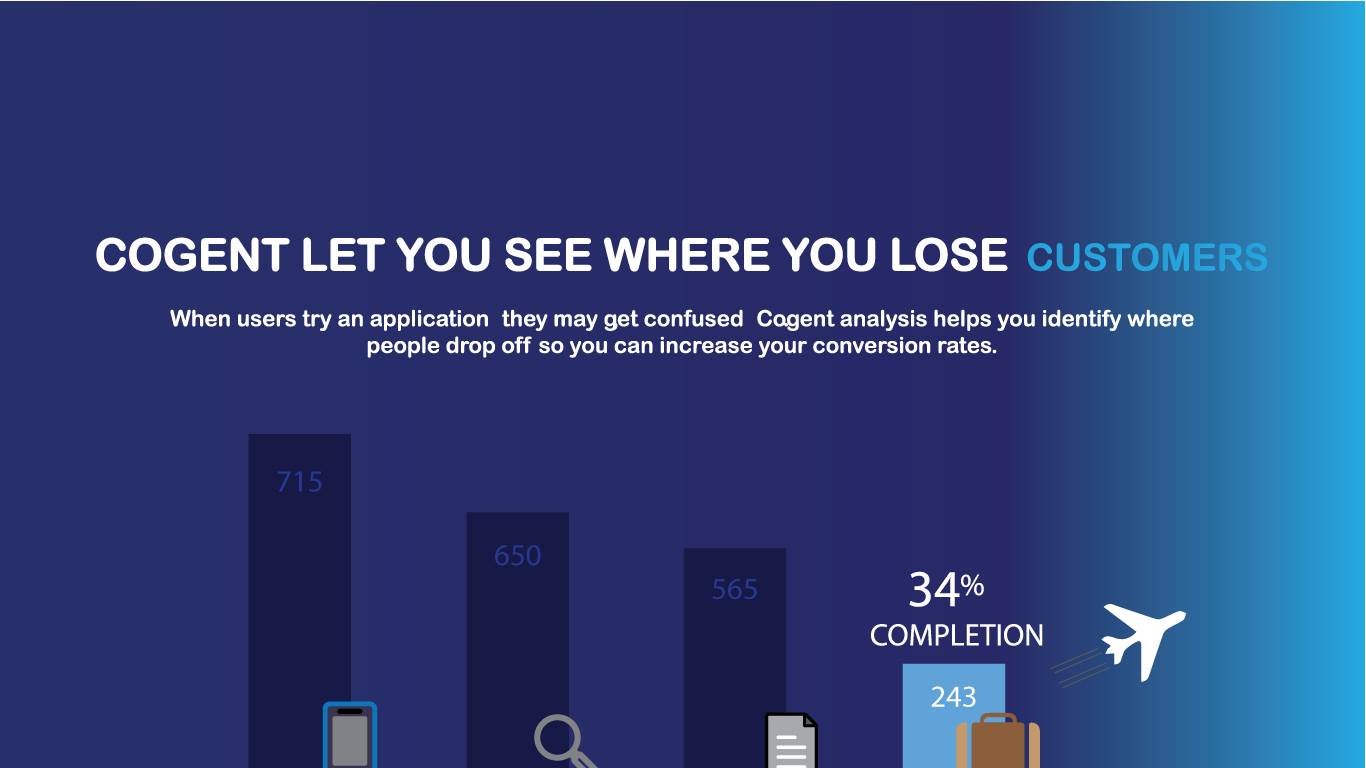 COGENT LET YOU SEE WHERE YOU LOSE CUSTOMERS
When users try an application they may get confused Cogent analysis helps you identify where
people drop off so you can increase your conversion rates.
715
650
565
34%
COMPLETION
243